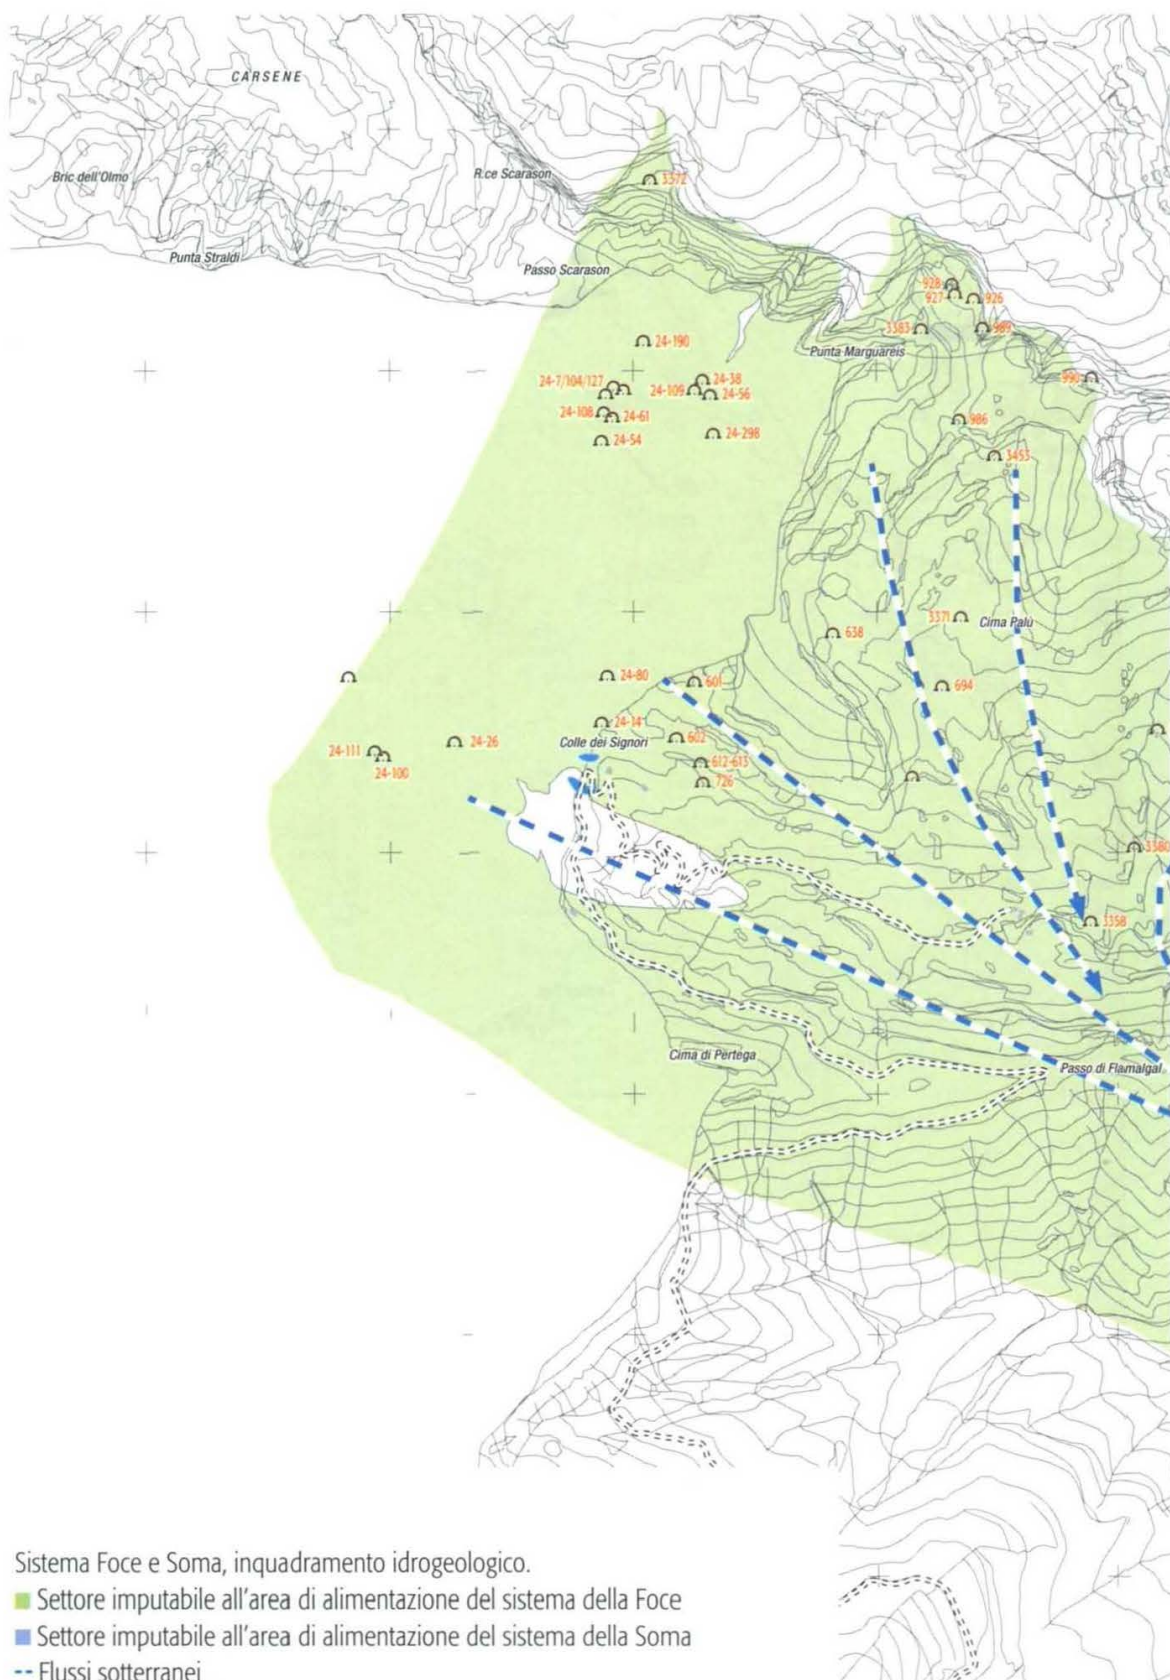 CARSENE
Bric dell'Olmo
R.ce Scarason
3372
Punta Straldi
Passo Scarason
928
927
926
3383
989
24-190
Punta Marguareis
990
24-7/104/127
24-38
24-109
24-56
24-108
24-61
986
24-54
24-298
3453
3371
Cima Palù
638
24-80
601
694
24-14
602
24-26
Colle dei Signori
24-111
612-613
24-100
726
3380
3358
Cima di Pertega
Passo di Flamalgal
Sistema Foce e Soma, inquadramento idrogeologico.
Settore imputabile all'area di alimentazione del sistema della Foce
Settore imputabile all'area di alimentazione del sistema della Soma
Flussi sotterranei